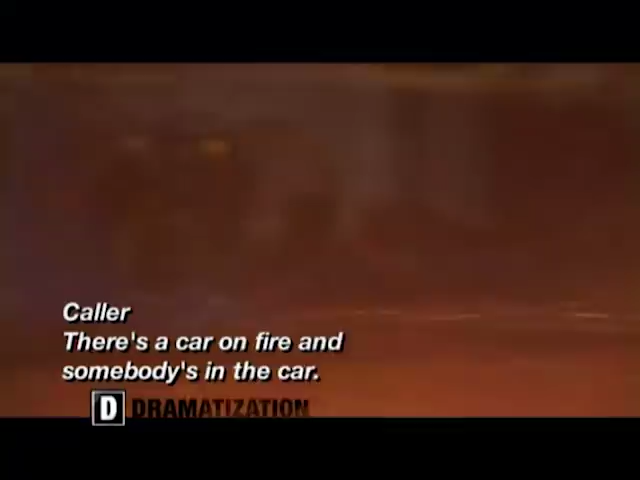 Caller
There's a car on fire and
somebody's in the car.
D DRAMATIZATION